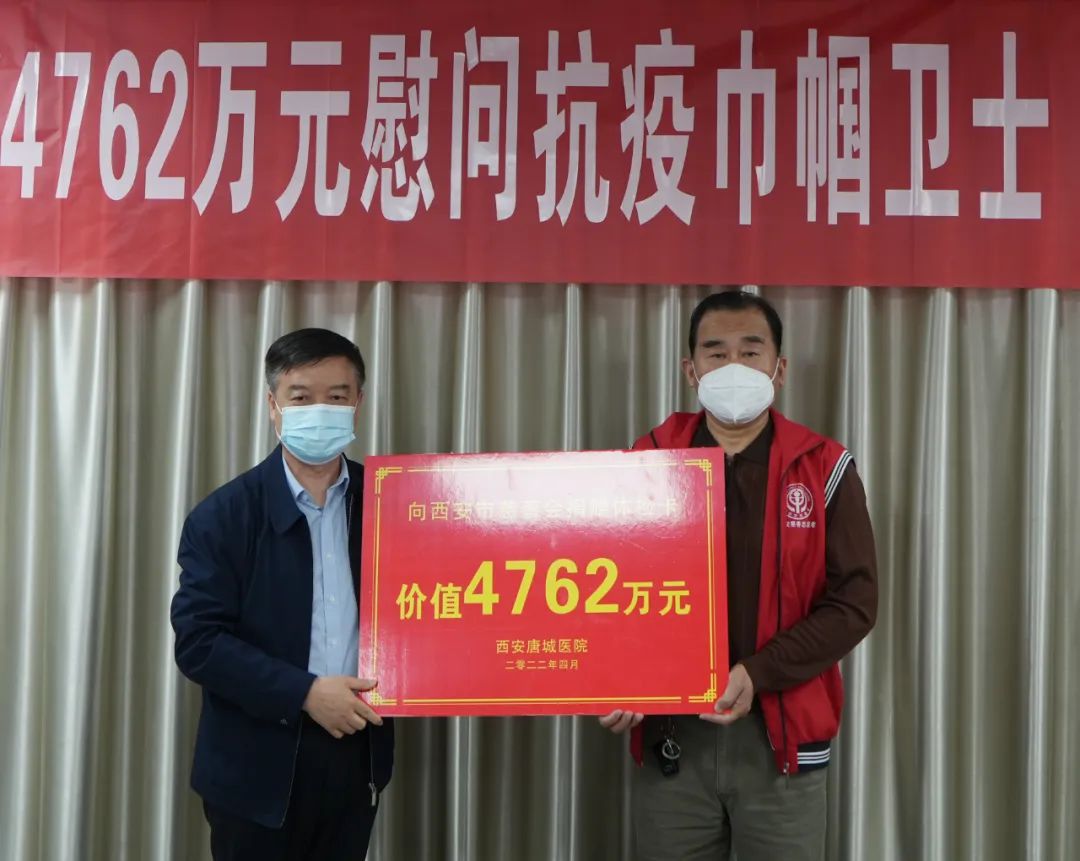 4762万元慰问抗疫巾帼卫士
向西安市慈善会捐赠体检卡
价值4762万元
西安唐城医院
二零二二年四月